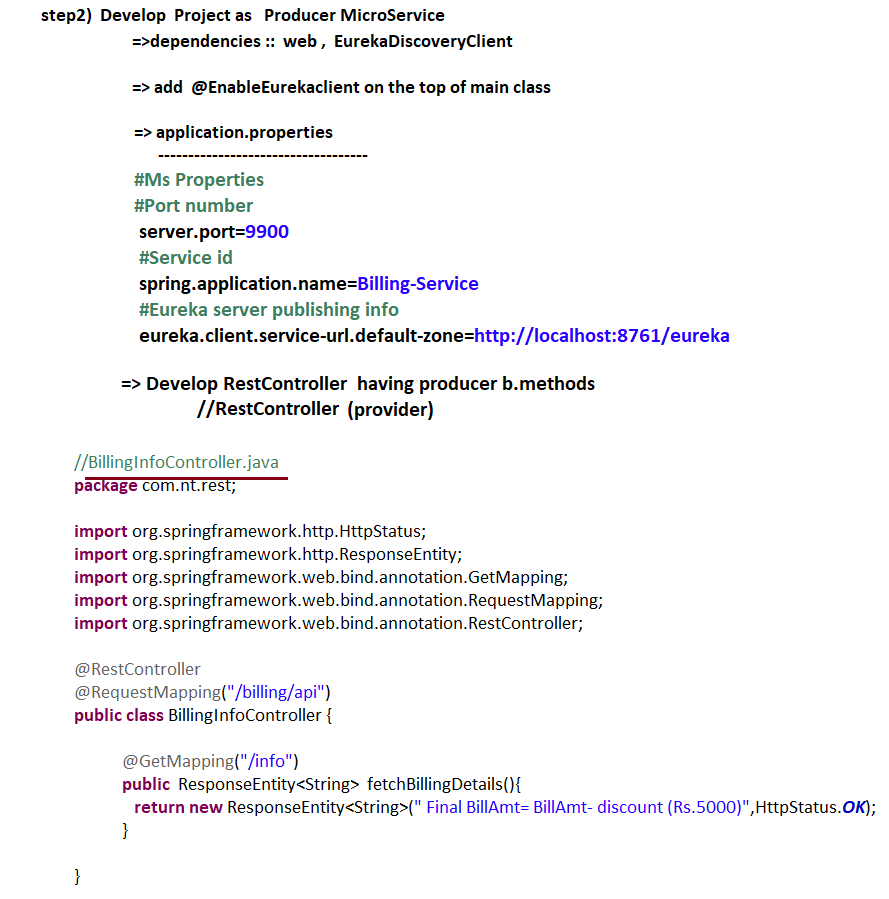 step2) Develop Project as Producer MicroService
=>dependencies :: web , EurekaDiscoveryClient
=> add @EnableEurekaclient on the top of main class
=> application.properties
-----------------------------------
#Ms Properties
#Port number
server.port=9900
#Service id
spring.application.name=Billing-Service
#Eureka server publishing info
eureka.client.service-url.default-zone=http://localhost:8761/eureka
=> Develop RestController having producer b.methods
//RestController (provider)
//BillingInfoController.java
package com.nt.rest;
import org.springframework.http.HttpStatus;
import org.springframework.http.ResponseEntity;
import org.springframework.web.bind.annotation.GetMapping;
import org.springframework.web.bind.annotation.RequestMapping;
import org.springframework.web.bind.annotation.RestController;
@RestController
@RequestMapping("/billing/api")
public class BillingInfoController {
@GetMapping("/info")
public ResponseEntity<String> fetchBillingDetails(){
return new ResponseEntity<String>(" Final BillAmt= BillAmt- discount (Rs.5000)",HttpStatus.OK);
}
}